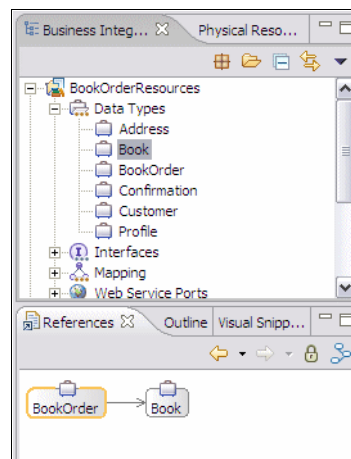 Business Integ... Physical Reso...
BookOrderResources
Data Types
Address
Book
BookOrder
Confirmation
Customer
Profile
Interfaces
Mapping
Web Service Ports
References Outline Visual Snipp...
BookOrder Book